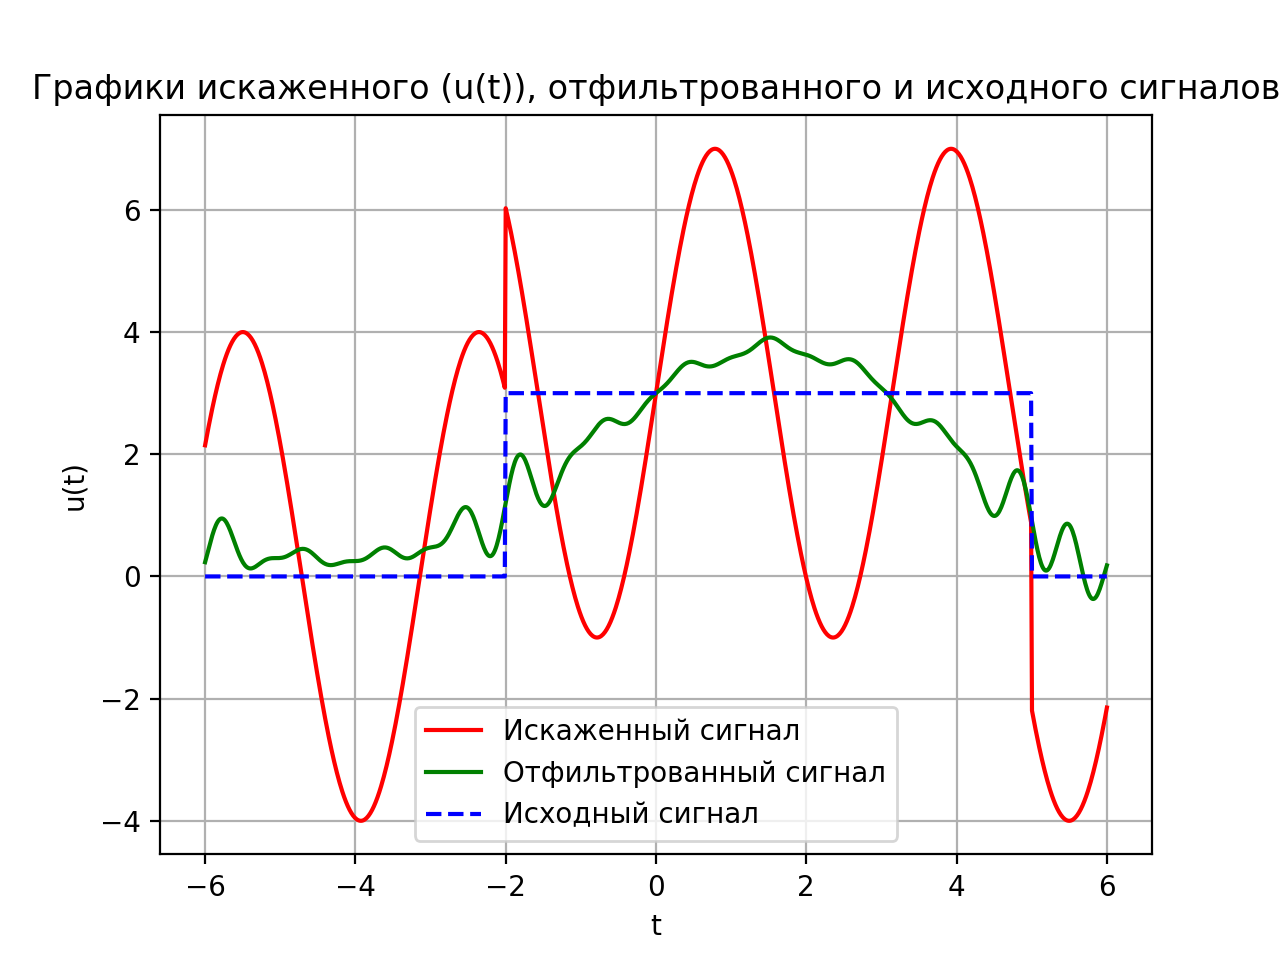 Графики искаженного (u(t)), отфильтрованного и исходного сигналов
6
4
2
0
−2
−4
u(t)
Искаженный сигнал
Отфильтрованный сигнал
Исходный сигнал
−6 −4 −2 0 2 4 6
t